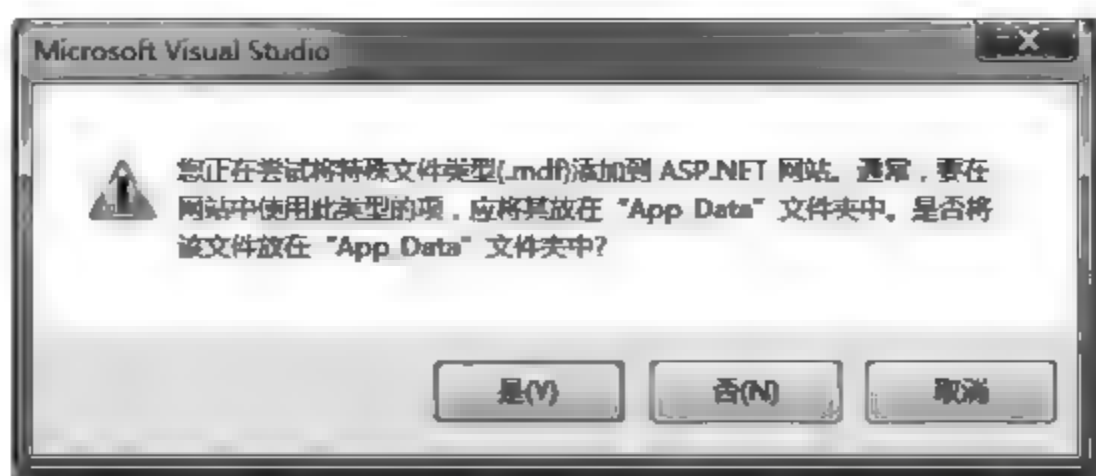 Microsoft Visual Studio
您正在尝试将特殊文件类型(.mdf)添加到 ASP.NET 网站。通常，要在
网站中使用此类型的项，应将其放在 "App Data" 文件夹中。是否将
该文件放在 "App Data" 文件夹中?
是(Y) 否(N) 取消